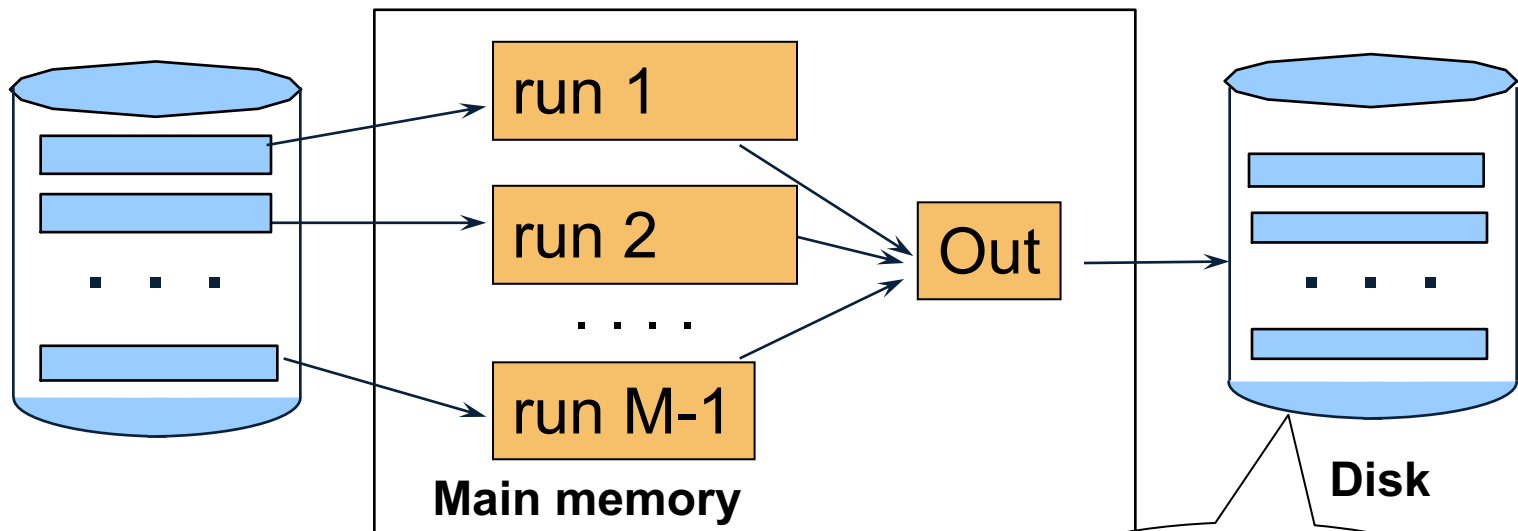 run 1
run 2
Out
. . .
. . . .
. . .
run M-1
Main memory
Disk